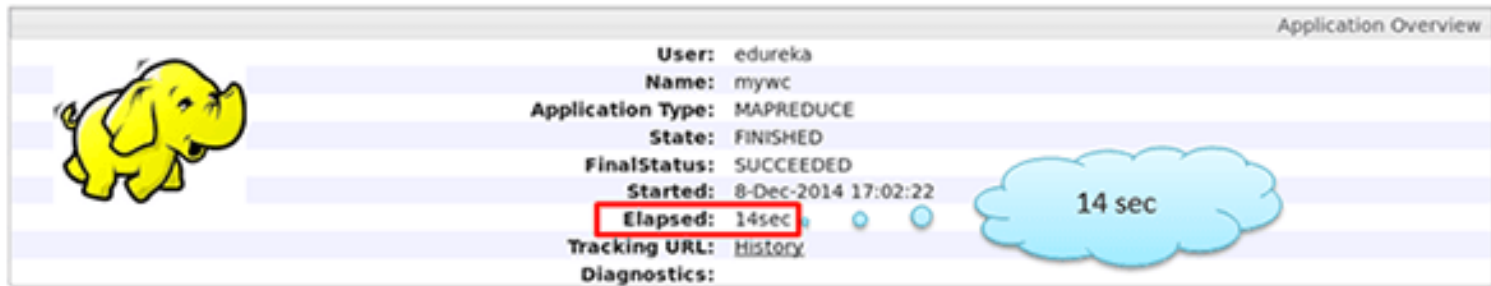 Application Overview
User: edureka
Name: mywc
Application Type: MAPREDUCE
State: FINISHED
FinalStatus: SUCCEEDED
Started: 8-Dec-2014 17:02:22
Elapsed: 14sec
14 sec
Tracking URL: History
Diagnostics: